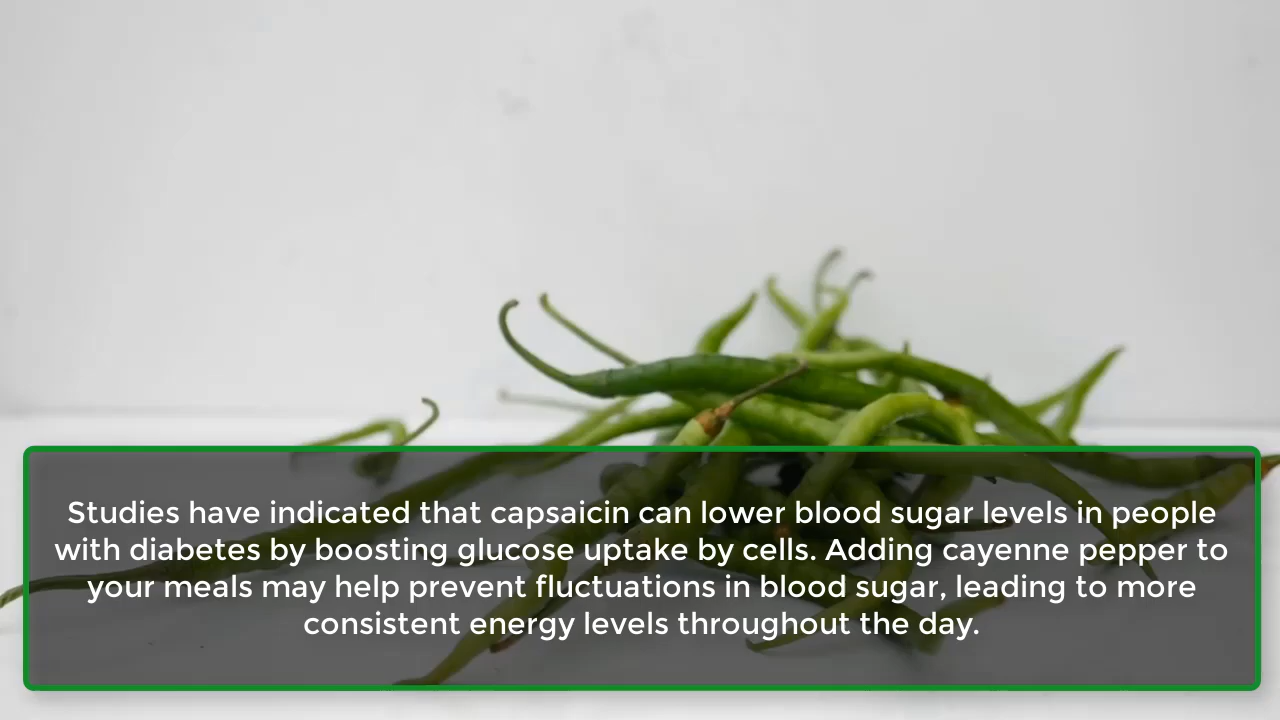 Studies have indicated that capsaicin can lower blood sugar levels in people
with diabetes by boosting glucose uptake by cells. Adding cayenne pepper to
your meals may help prevent fluctuations in blood sugar, leading to more
consistent energy levels throughout the day.